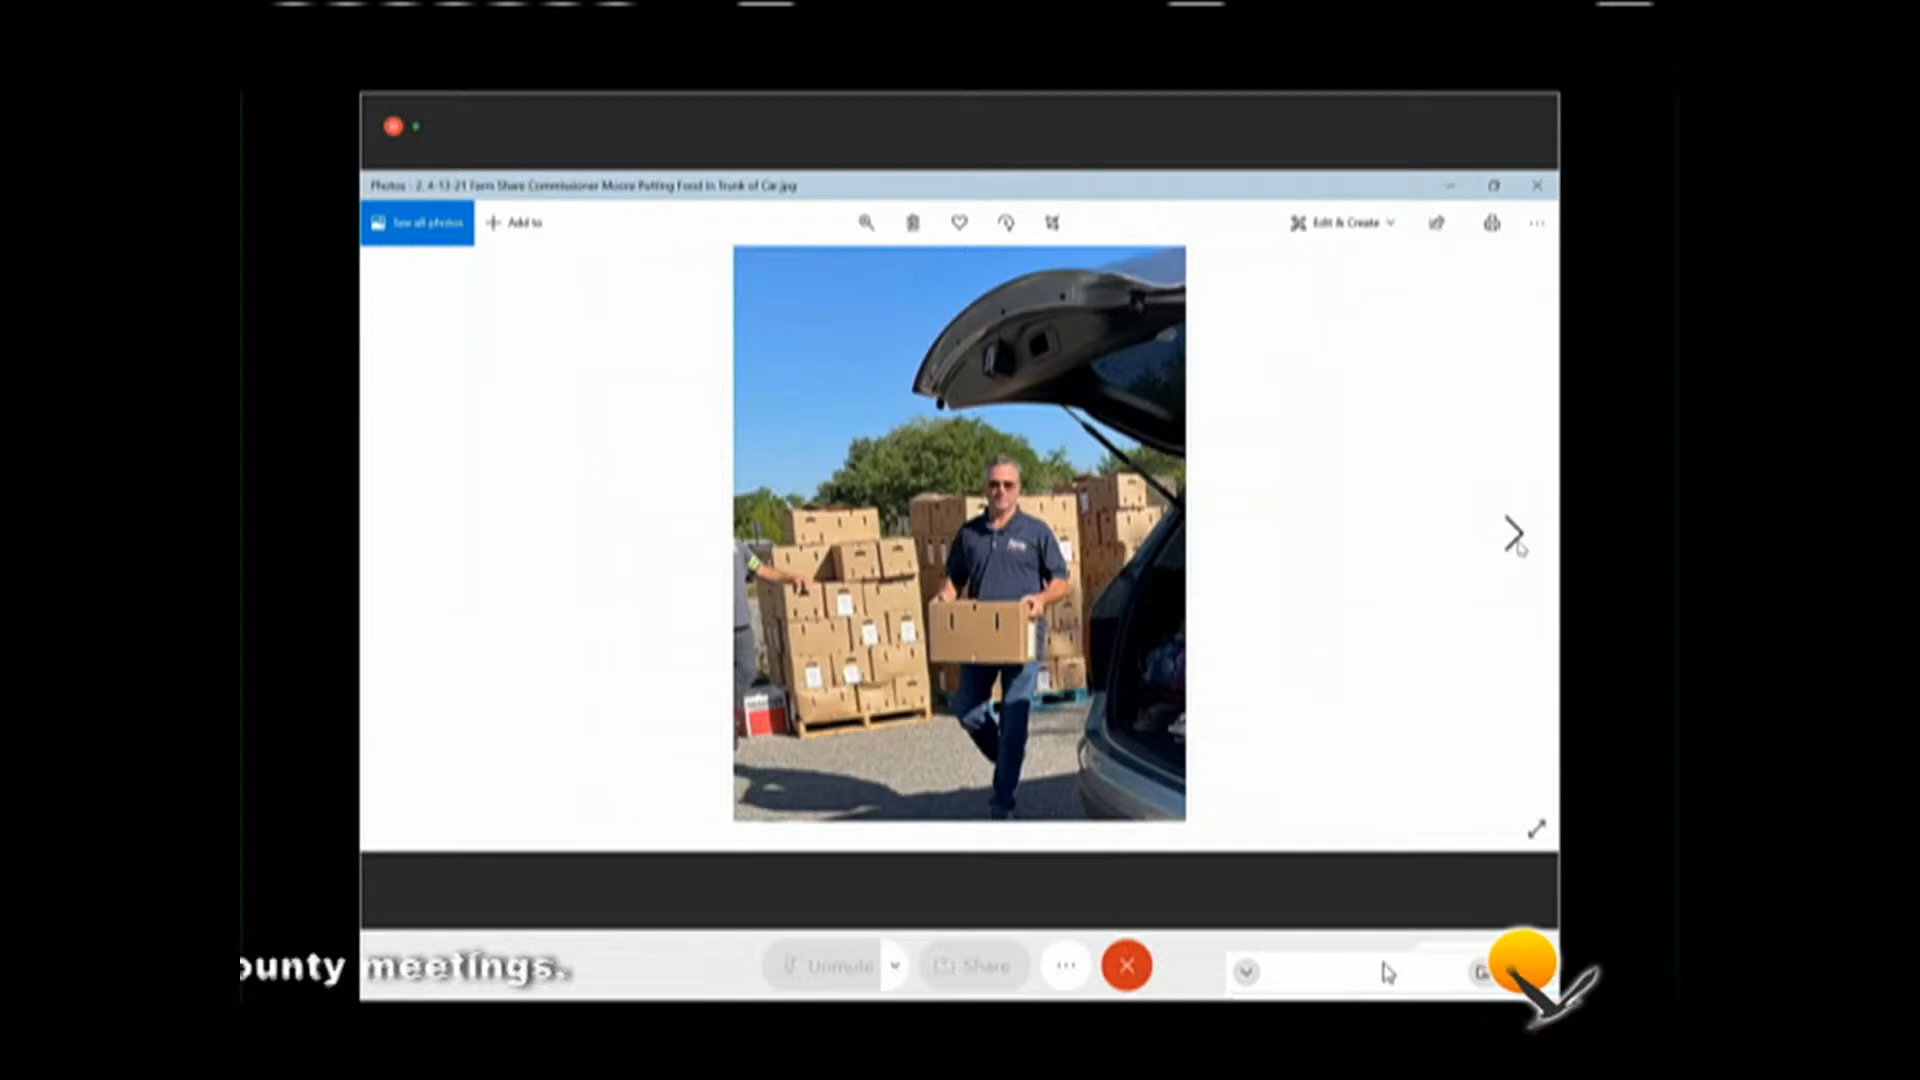 Photos - 2. 4-13-21 Farm Share Commissioner Moore Putting Food in Trunk of Car.jpg
See all photos
Add to
Edit & Create
ounty meetings.
Unmute
Share